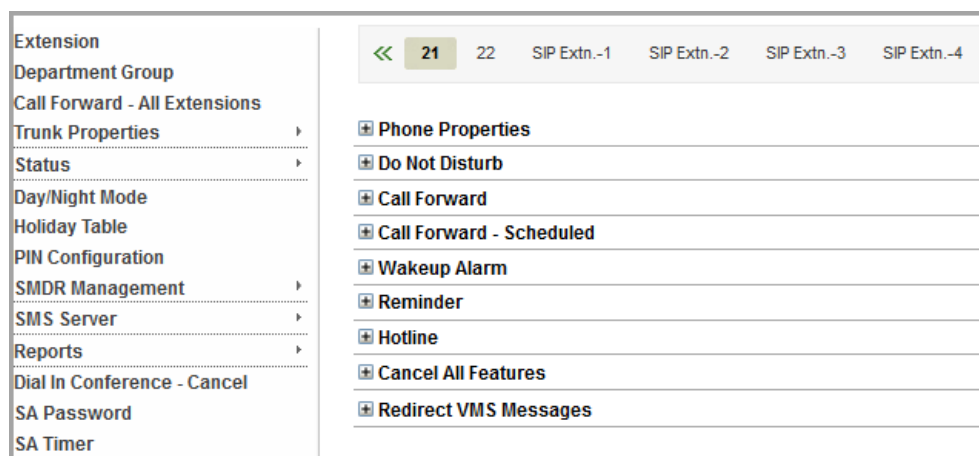 Extension
Department Group
Call Forward - All Extensions
Trunk Properties
Status
Day/Night Mode
Holiday Table
PIN Configuration
SMDR Management
SMS Server
Reports
Dial In Conference - Cancel
SA Password
SA Timer
21 22 SIP Extn.-1 SIP Extn.-2 SIP Extn.-3 SIP Extn.-4
Phone Properties
Do Not Disturb
Call Forward
Call Forward - Scheduled
Wakeup Alarm
Reminder
Hotline
Cancel All Features
Redirect VMS Messages